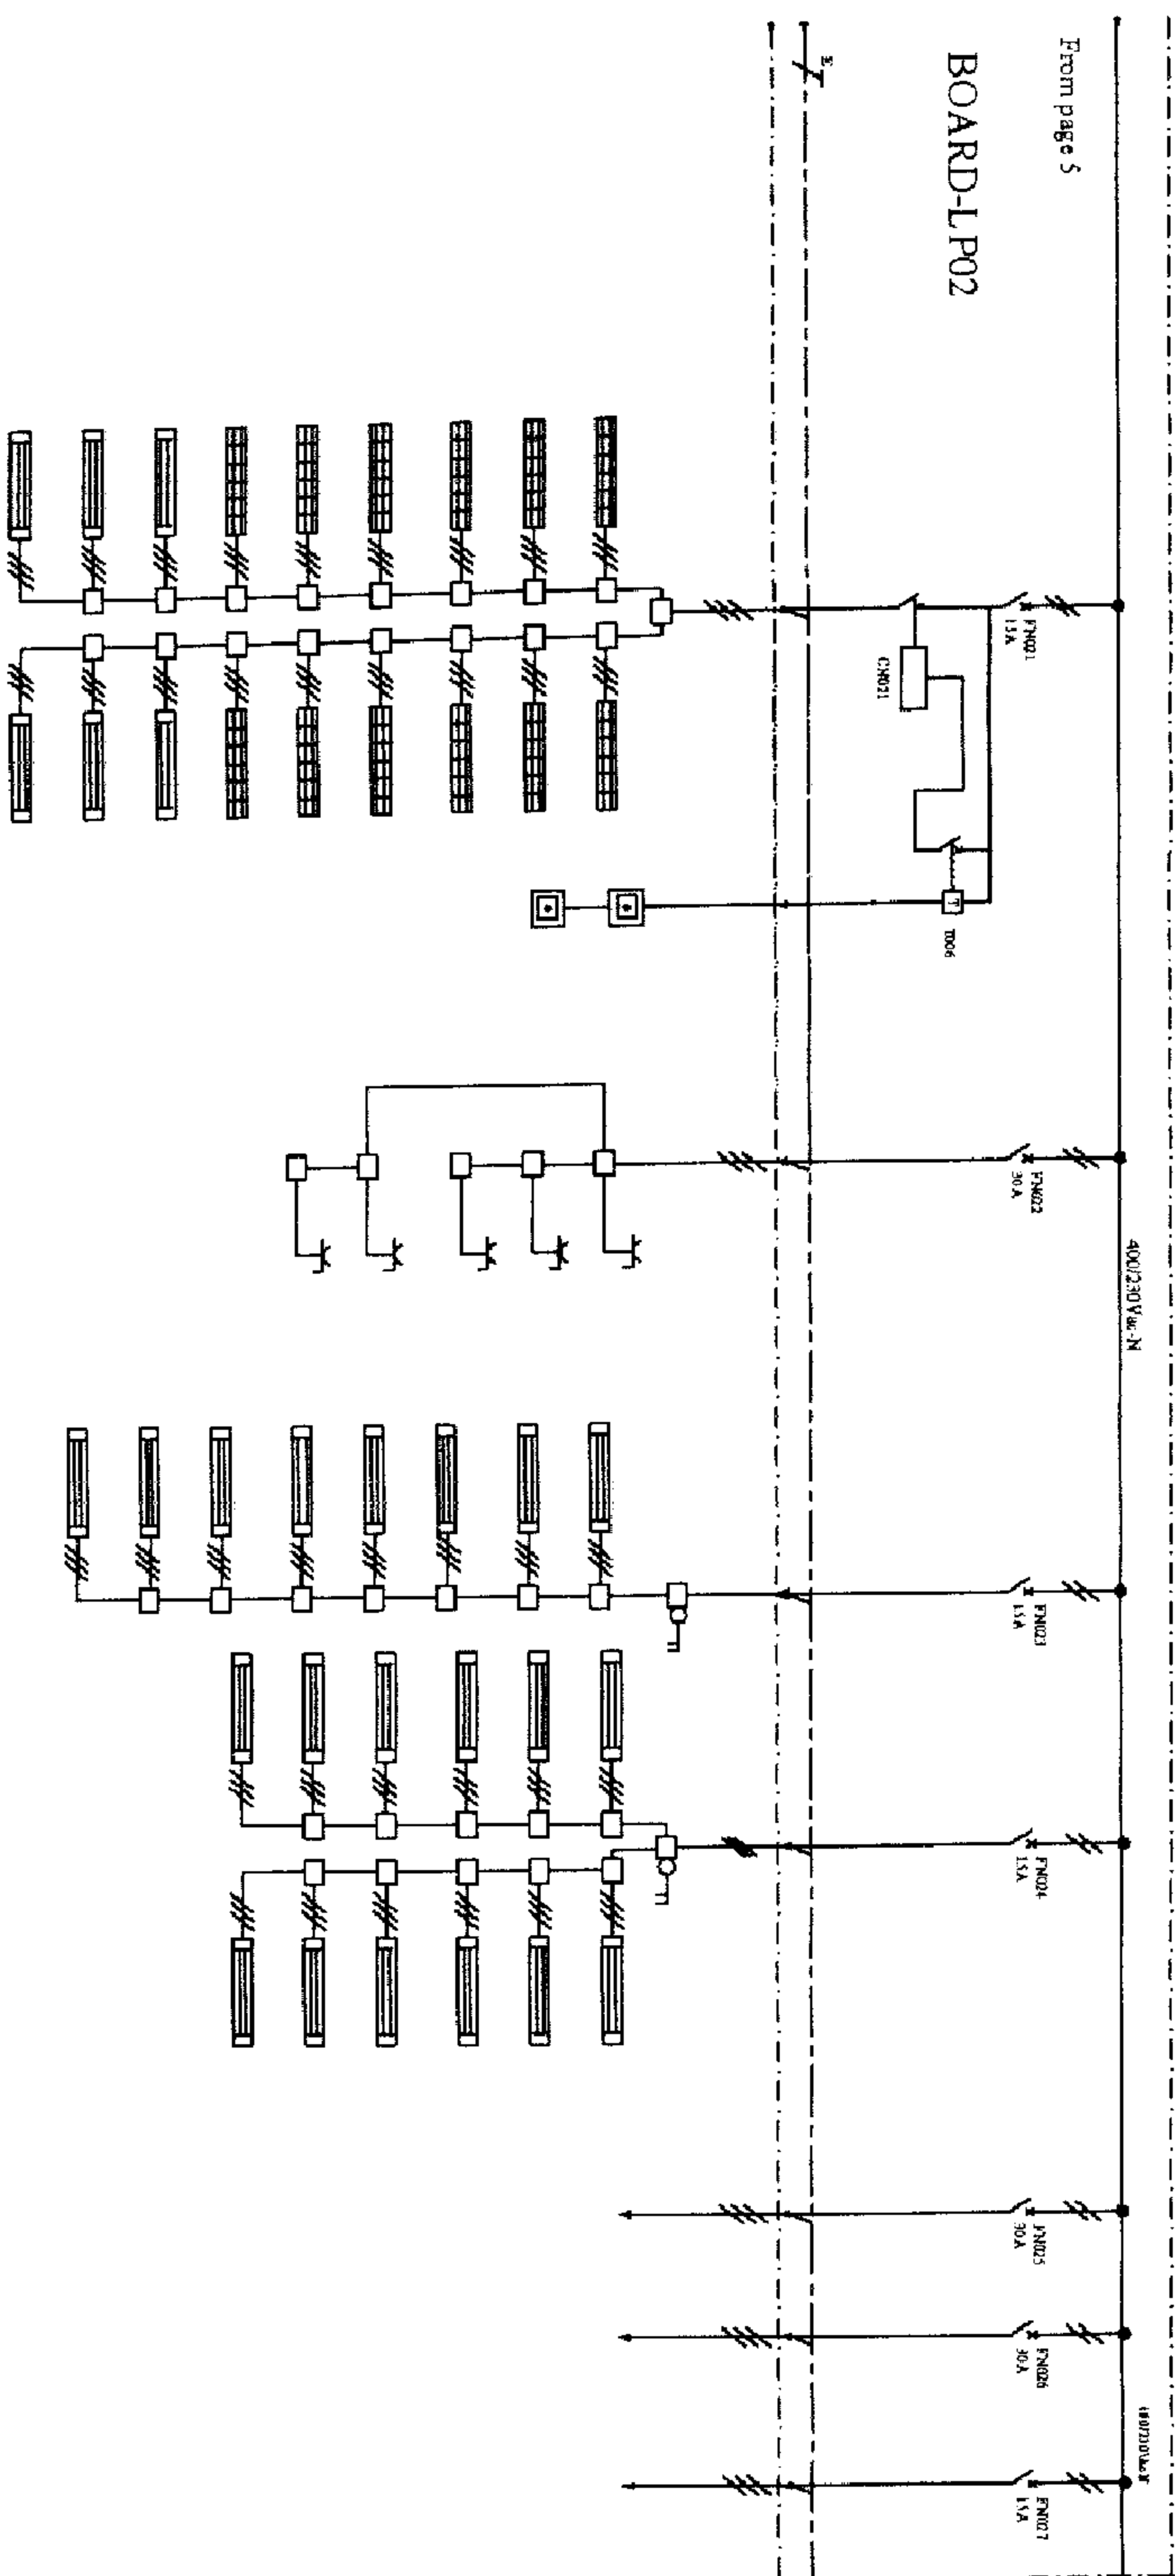 From page 5
BOARD-LP02
400/230Vac-N
FN021
15A
CN021
T006
T
FN022
30A
FN023
15A
FN024
15A
FN025
30A
FN026
30A
FN027
15A